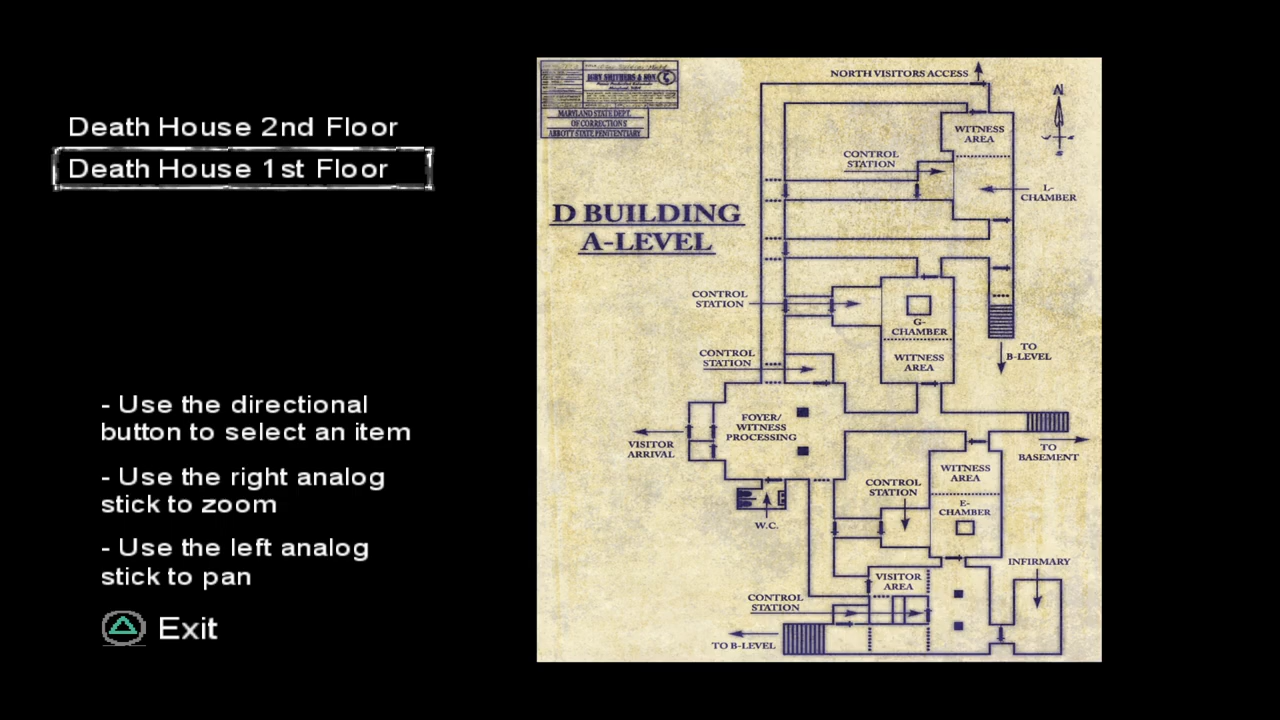 Death House 2nd Floor
Death House 1st Floor
- Use the directional
button to select an item
- Use the right analog
stick to zoom
- Use the left analog
stick to pan
Exit
SMITHERS & SON
MARYLAND STATE DEPT.
OF CORRECTIONS
ABBOTT STATE PENITENTIARY
D BUILDING
A-LEVEL
NORTH VISITORS ACCESS
N
S
WITNESS
AREA
CONTROL
STATION
L-
CHAMBER
CONTROL
STATION
G-
CHAMBER
WITNESS
AREA
TO
B-LEVEL
CONTROL
STATION
FOYER/
WITNESS
PROCESSING
VISITOR
ARRIVAL
TO
BASEMENT
WITNESS
AREA
E-
CHAMBER
CONTROL
STATION
W.C.
INFIRMARY
VISITOR
AREA
CONTROL
STATION
TO B-LEVEL